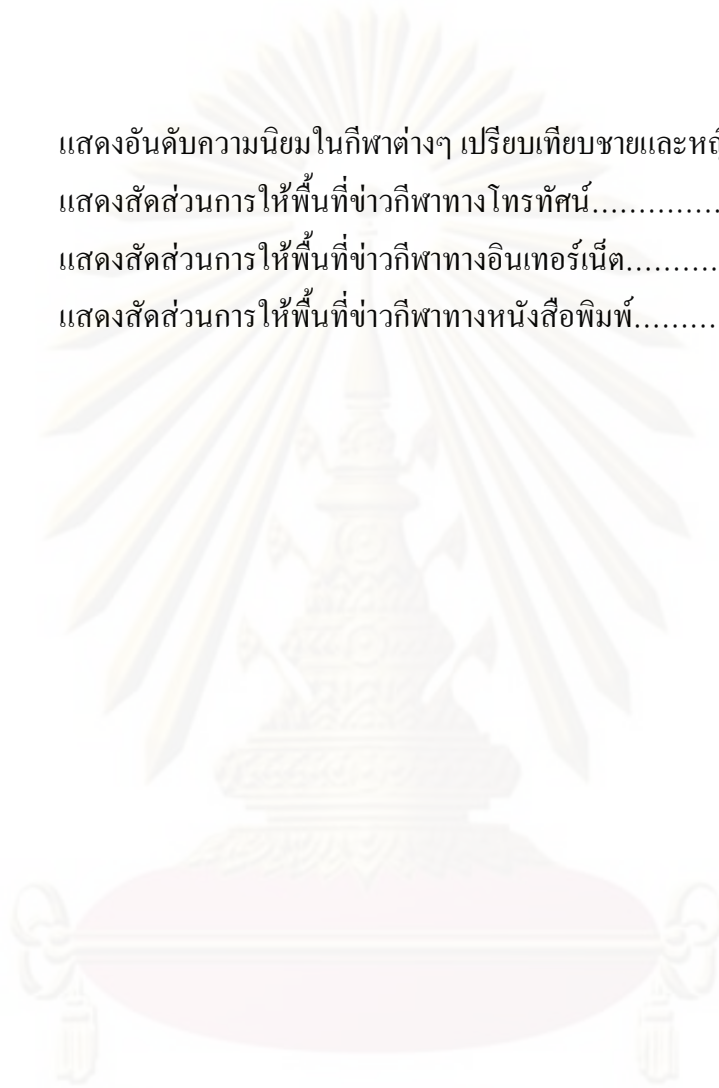 แสดงอันดับความนิยมในกีฬาต่างๆ เปรียบเทียบชายและ
แสดงสัดส่วนการให้พื้นที่ข่าวกีฬาทางโทรทัศน์...............
แสดงสัดส่วนการให้พื้นที่ข่าวกีฬาทางอินเทอร์เน็ต..........
แสดงสัดส่วนการให้พื้นที่ข่าวกีฬาทางหนังสือพิมพ์.........